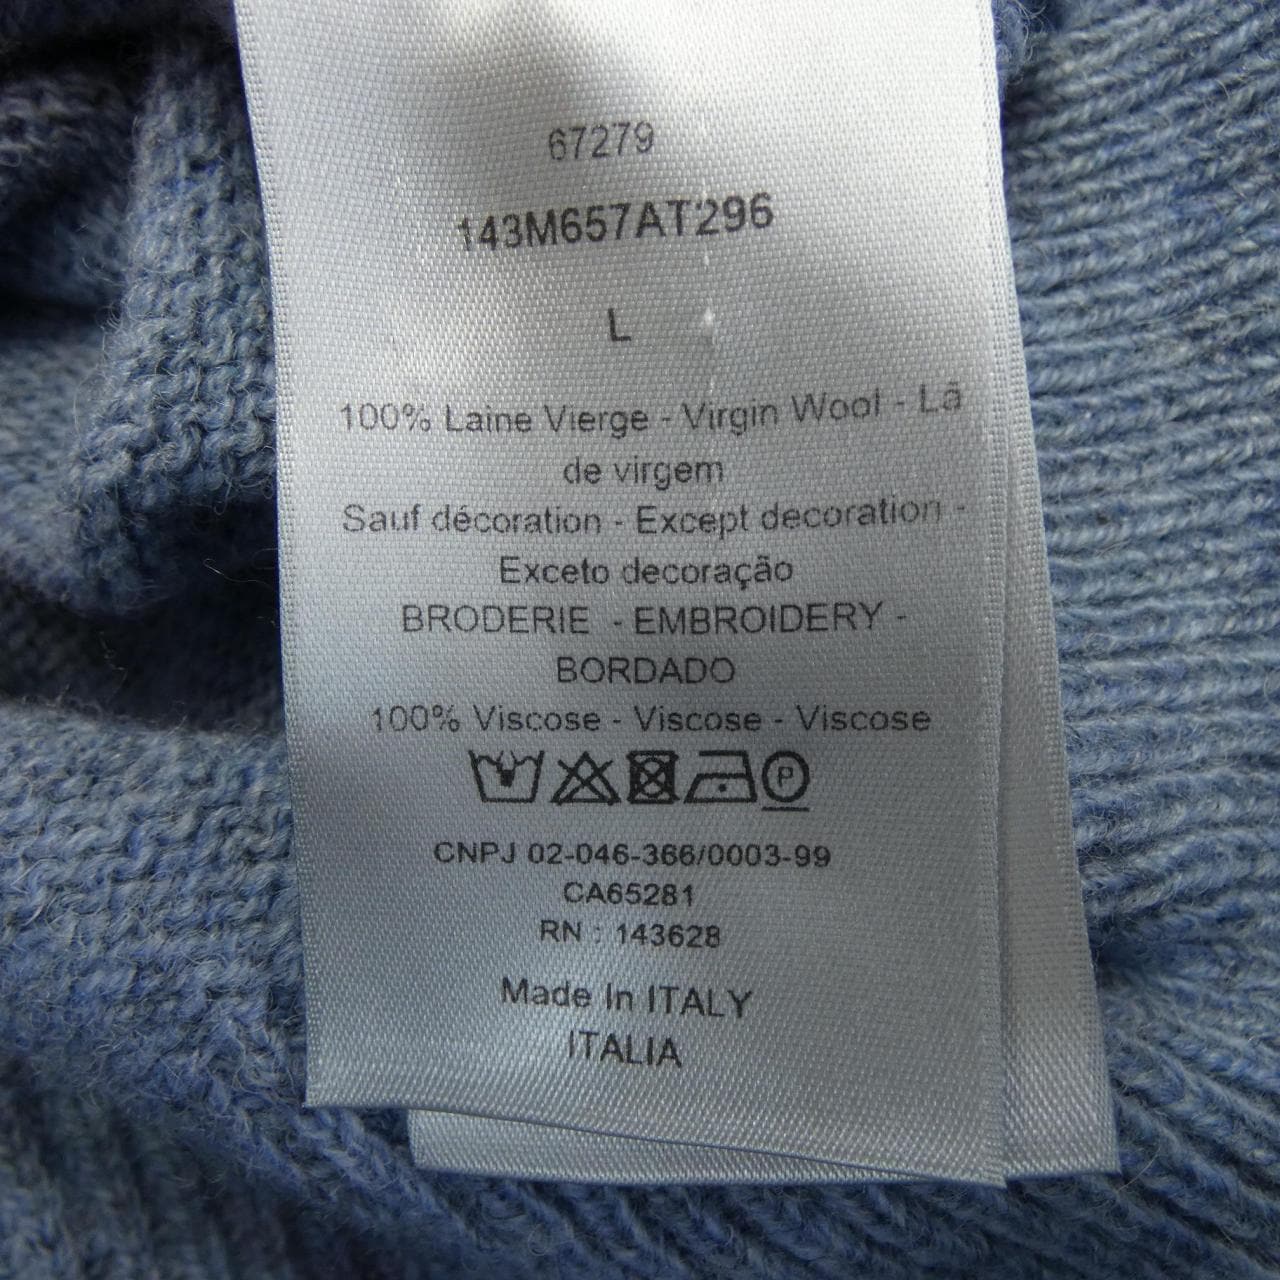 67279
143M657AT296
L
100% Laine Vierge - Virgin Wool - Lã
de virgem
Sauf décoration - Except decoration -
Exceto decoração
BRODERIE - EMBROIDERY -
BORDADO
100% Viscose - Viscose - Viscose
P
CNPJ 02-046-366/0003-99
CA65281
RN : 143628
Made In ITALY
ITALIA